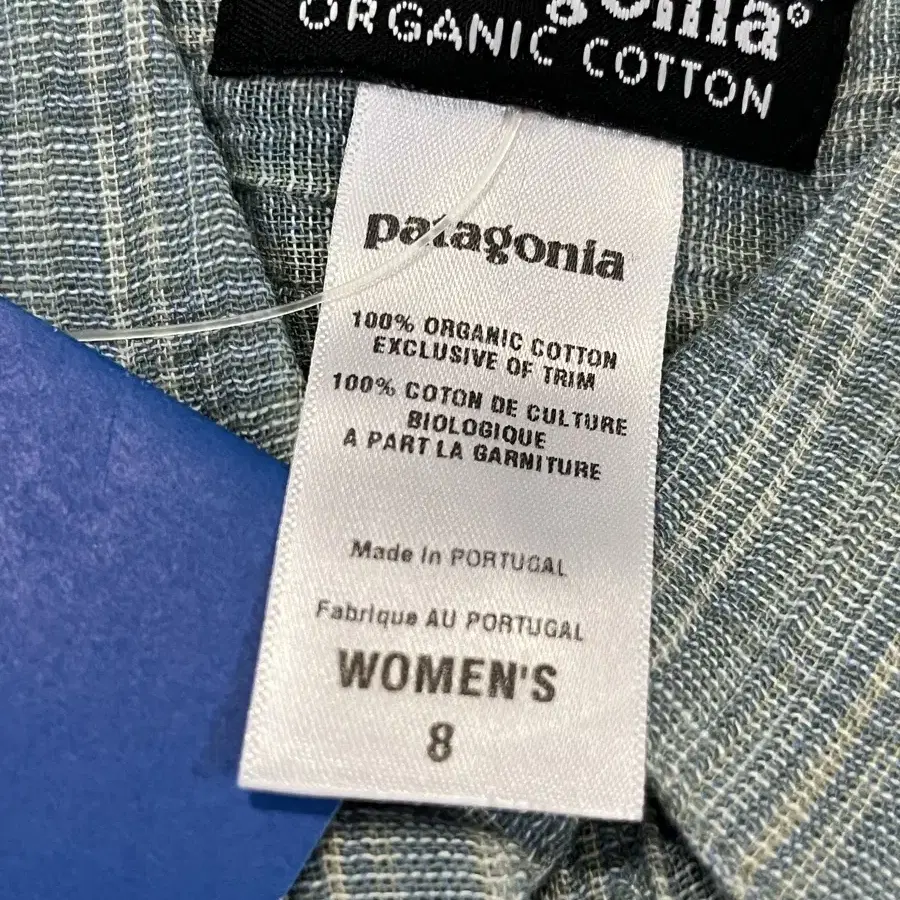 ORGANIC COTTON
patagonia
100% ORGANIC COTTON
EXCLUSIVE OF TRIM
100% COTON DE CULTURE
BIOLOGIQUE
A PART LA GARNITURE
Made in PORTUGAL
Fabrique AU PORTUGAL
WOMEN'S
8